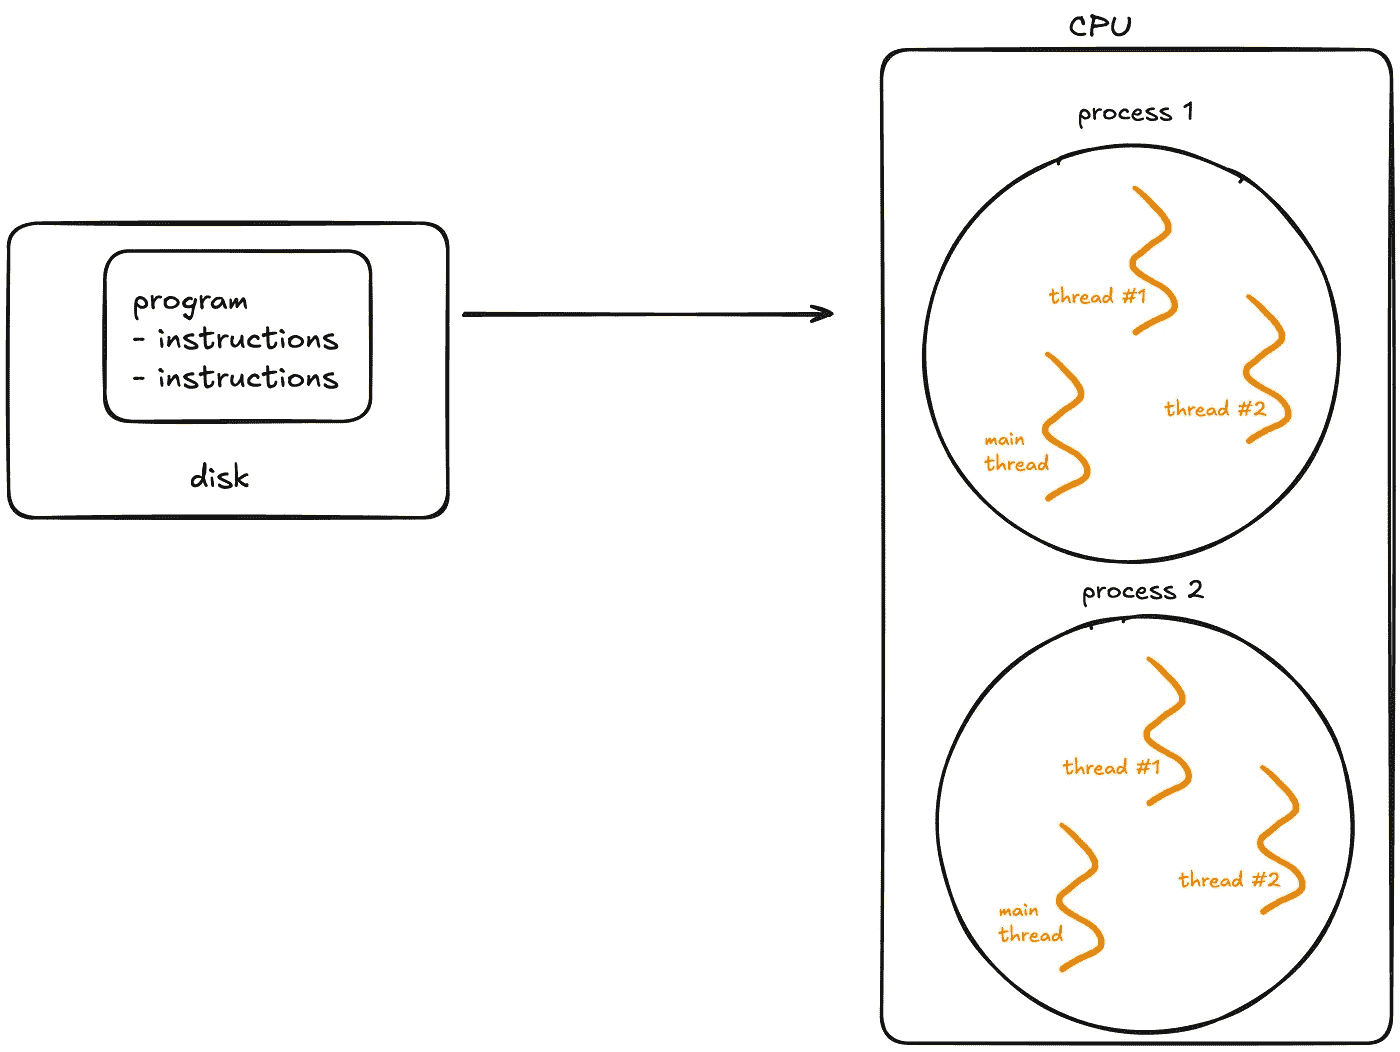 CPU
process 1
thread #1
thread #2
main
thread
program
- instructions
- instructions
disk
process 2
thread #1
thread #2
main
thread